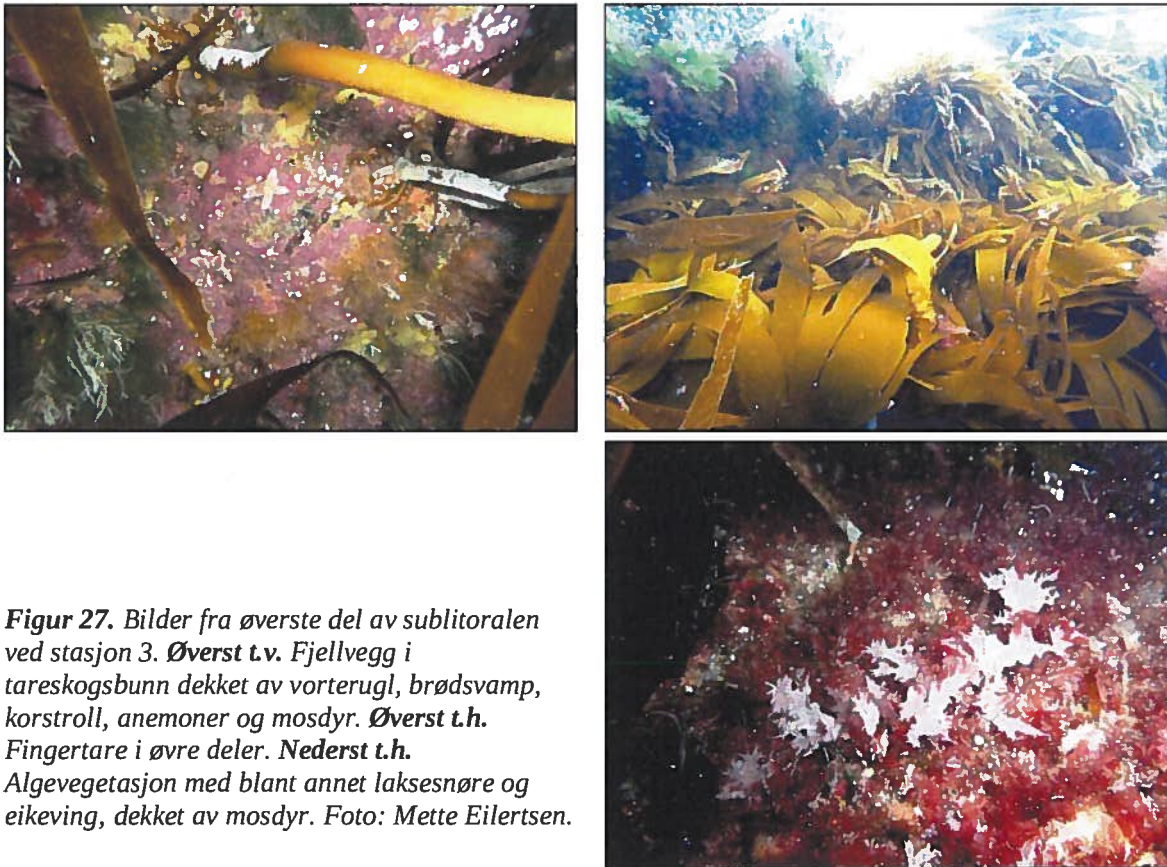 Figur 27. Bilder fra øverste del av sublitoralen
ved stasjon 3. Øverst t.v. Fjellvegg i
tareskogsbunn dekket av vorterugl, brødsvamp,
korstroll, anemoner og mosdyr. Øverst t.h.
Fingertare i øvre deler. Nederst t.h.
Algevegetasjon med blant annet laksesnøre og
eikeving, dekket av mosdyr. Foto: Mette Eilertsen.